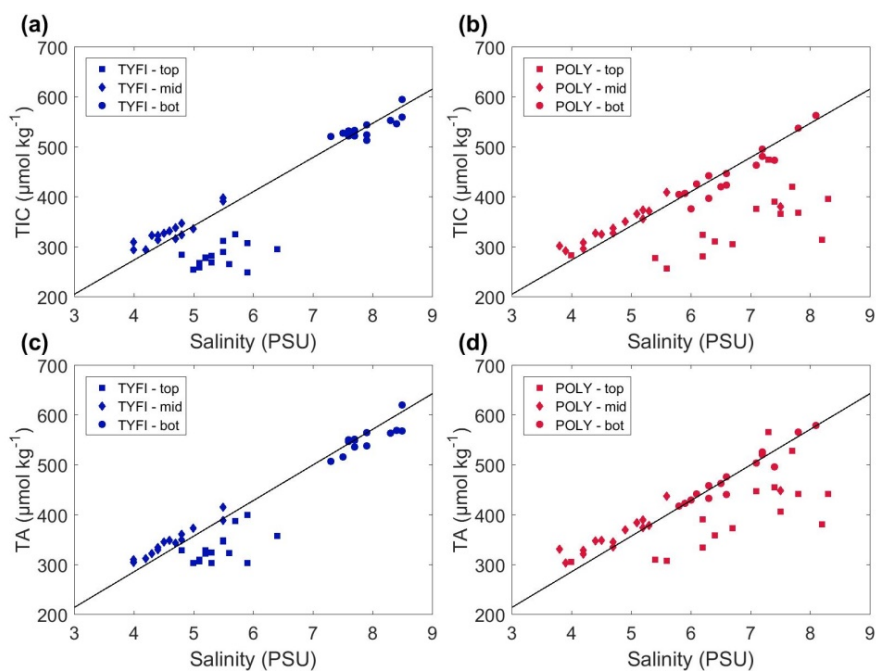 (a)
700
600
500
400
300
200
TIC (µmol kg⁻¹)
TYFI - top
TYFI - mid
TYFI - bot
3 4 5 6 7 8 9
Salinity (PSU)
(b)
700
600
500
400
300
200
TIC (µmol kg⁻¹)
POLY - top
POLY - mid
POLY - bot
3 4 5 6 7 8 9
Salinity (PSU)
(c)
700
600
500
400
300
200
TA (µmol kg⁻¹)
TYFI - top
TYFI - mid
TYFI - bot
3 4 5 6 7 8 9
Salinity (PSU)
(d)
700
600
500
400
300
200
TA (µmol kg⁻¹)
POLY - top
POLY - mid
POLY - bot
3 4 5 6 7 8 9
Salinity (PSU)